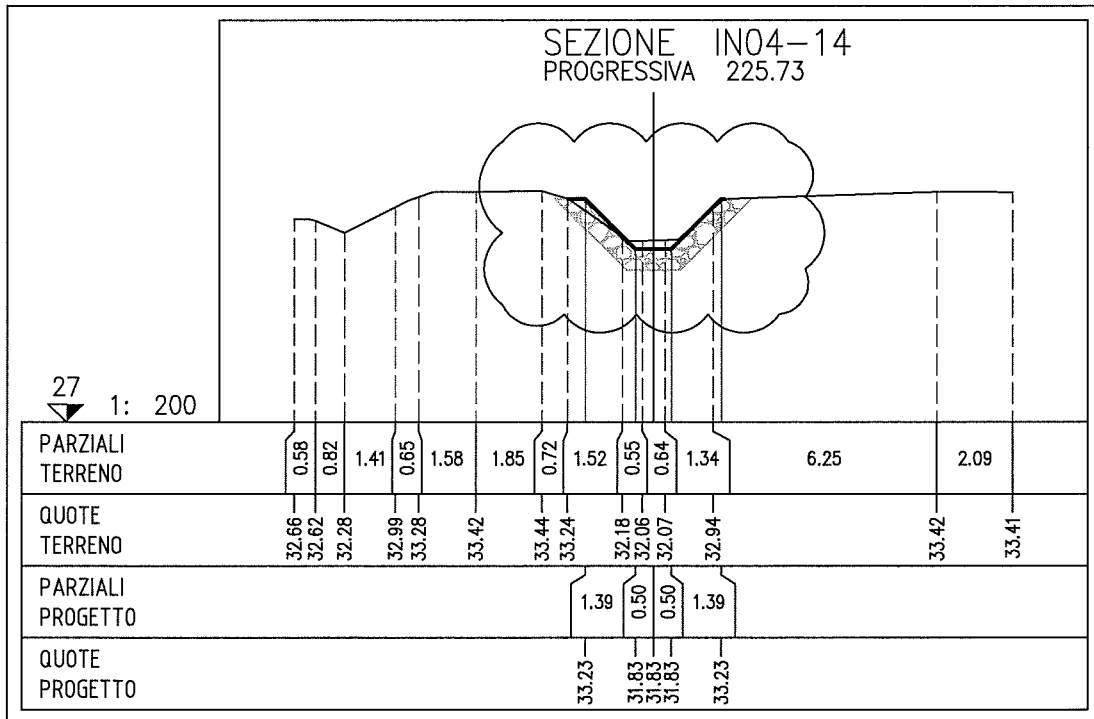 SEZIONE IN04-14
PROGRESSIVA 225.73
27
1: 200
PARZIALI
TERRENO
0.58 0.82 1.41 0.65 1.58 1.85 0.72 1.52 0.55 0.64 1.34 6.25 2.09
QUOTE
TERRENO
32.66 32.62 32.28 32.99 33.28 33.42 33.44 33.24 32.18 32.06 32.07 32.94 33.42 33.41
PARZIALI
PROGETTO
1.39 0.50 0.50 1.39
QUOTE
PROGETTO
33.23 31.83 31.83 31.83 33.23